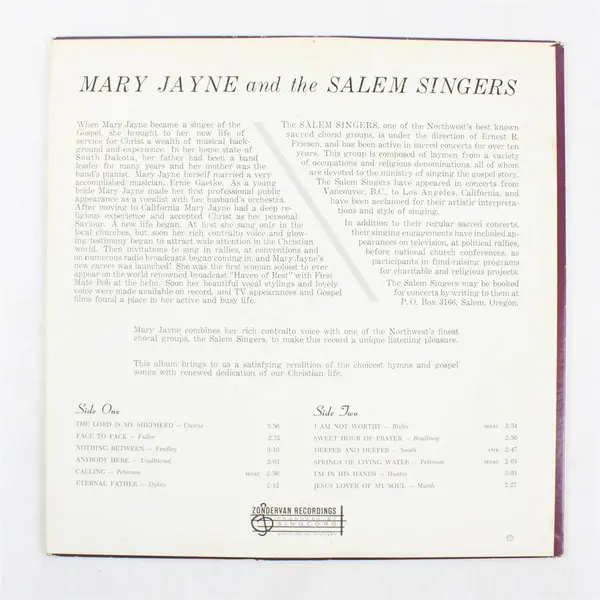 MARY JAYNE and the SALEM SINGERS
When Mary Jayne became a singer of the
Gospel, she brought to her new life of
service for Christ a wealth of musical back-
ground and experience. In her home state of
South Dakota, her father had been a band
leader for many years and her mother was the
band's pianist. Mary Jayne herself married a very
accomplished musician, Ernie Gaetke. As a young
bride Mary Jayne made her first professional public
appearance as a vocalist with her husband's orchestra.
After moving to California Mary Jayne had a deep re-
ligious experience and accepted Christ as her personal
Saviour. A new life began. At first she sang only in the
local churches, but soon her rich contralto voice and glow-
ing testimony began to attract wide attention in the Christian
world. Then invitations to sing at conventions and
on numerous radio broadcasts began coming in, and Mary Jayne's
new career was launched! She was the first woman soloist to ever
appear on the world renowned broadcast "Haven of Rest" with First
Mate Bob at the helm. Soon her beautiful vocal stylings and lovely
voice were made available on record, and TV appearances and Gospel
films found a place in her active and busy life.
The SALEM SINGERS, one of the Northwest's best known
sacred choral groups, is under the direction of Ernest R.
Friesen, and has been active in sacred concerts for over ten
years. This group is composed of laymen from a variety
of occupations and religious denominations, all of whom
are devoted to the ministry of singing the gospel story.
The Salem Singers have appeared in concerts from
Vancouver, B.C., to Los Angeles, California, and
have been acclaimed for their artistic interpreta-
tions and style of singing.
In addition to their regular sacred concerts,
their singing engagements have included ap-
pearances on television, at political rallies,
before national church conferences, as
participants in fund-raising programs
for charitable and religious projects.
The Salem Singers may be booked
for concerts by writing to them at
P. O. Box 3166, Salem, Oregon.
Mary Jayne combines her rich contralto voice with one of the Northwest's finest
choral groups, the Salem Singers, to make this record a unique listening pleasure.
This album brings to us a satisfying rendition of the choicest hymns and gospel
songs with renewed dedication of our Christian life.
Side One
THE LORD IS MY SHEPHERD – Owens 3:56
FACE TO FACE – Fuller 2:32
NOTHING BETWEEN – Findley 3:10
ANYBODY HERE – Traditional 2:03
CALLING – Peterson SESAC 2:56
ETERNAL FATHER – Dykes 2:12
Side Two
I AM NOT WORTHY – SESAC 2:54
SWEET HOUR OF PRAYER – Bradbury 2:56
DEEPER AND DEEPER – Smith 2:47
SPRINGS OF LIVING WATER – Peterson SESAC 2:03
I'M IN HIS HANDS – Hunter 3:03
JESUS LOVER OF MY SOUL – Marsh 2:27
ZONDERVAN RECORDINGS
SINGCORD